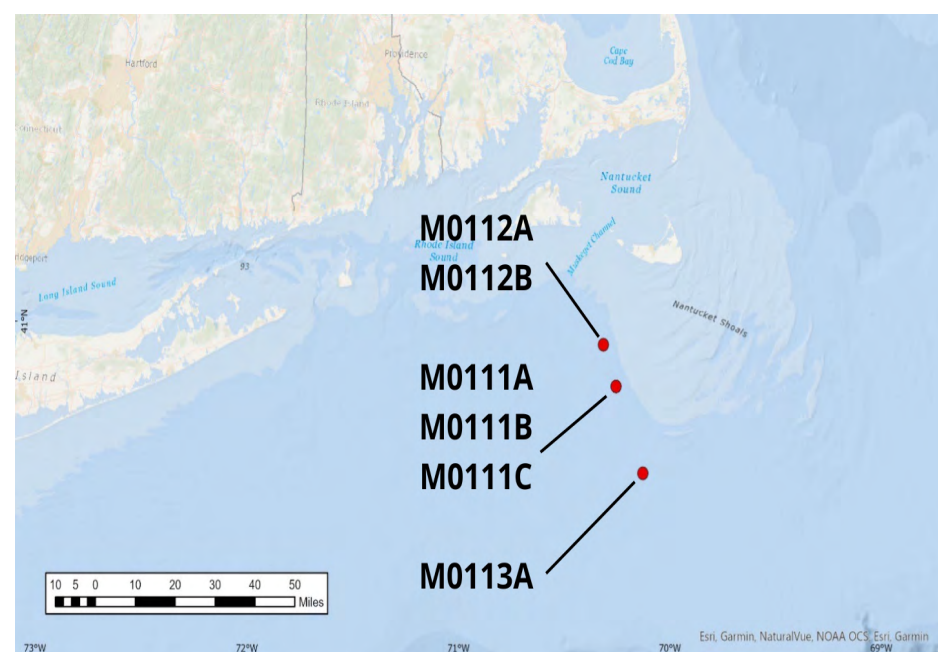 Cape
Cod Bay
Hartford
Providence
Rhode Island
Connecticut
Nantucket
Sound
M0112A
Rhode Island
Sound
Muskeget Channel
93
M0112B
Long Island Sound
41°N
Nantucket Shoals
Island
M0111A
M0111B
M0111C
M0113A
10 5 0 10 20 30 40 50
Miles
Esri, Garmin, NaturalVue, NOAA OCS, Esri, Garmin
73°W 72°W 71°W 70°W 69°W